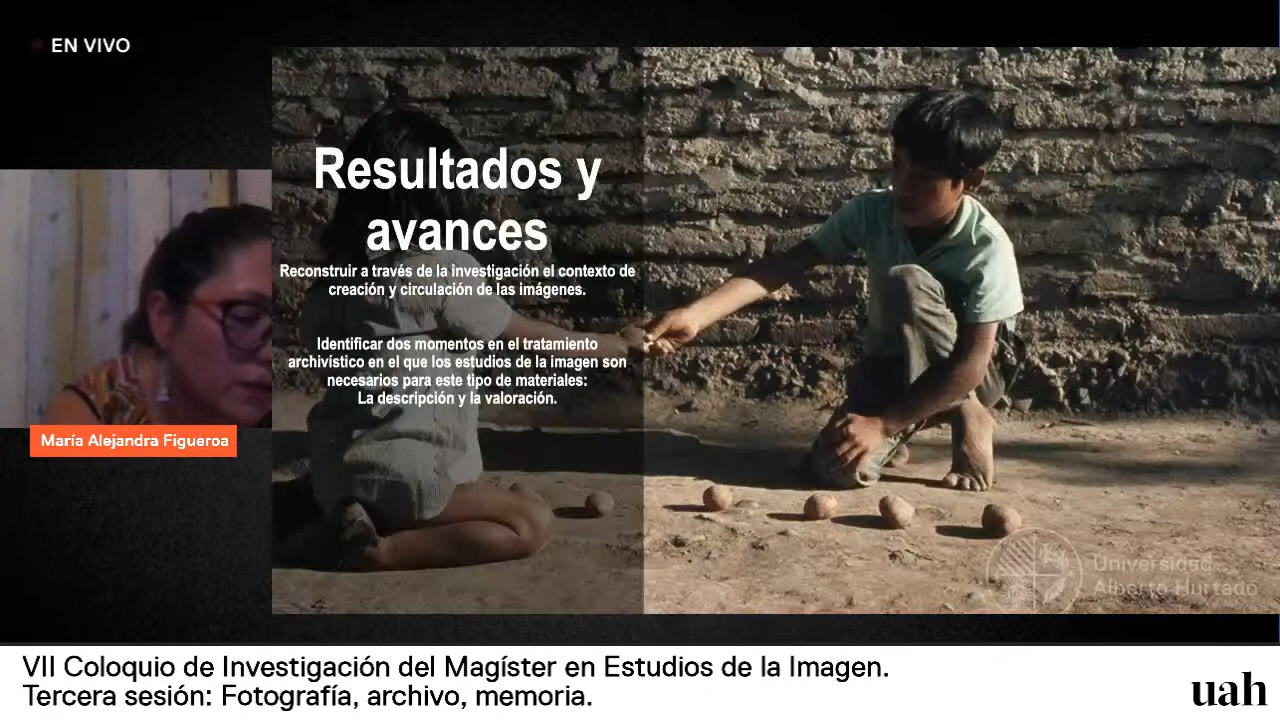 EN VIVO
Resultados y
avances
Reconstruir a través de la investigación el contexto de
creación y circulación de las imágenes.
Identificar dos momentos en el tratamiento
archivístico en el que los estudios de la imagen son
necesarios para este tipo de materiales:
La descripción y la valoración.
María Alejandra Figueroa
Universidad
Alberto Hurtado
VII Coloquio de Investigación del Magíster en Estudios de la Imagen.
Tercera sesión: Fotografía, archivo, memoria.
uah